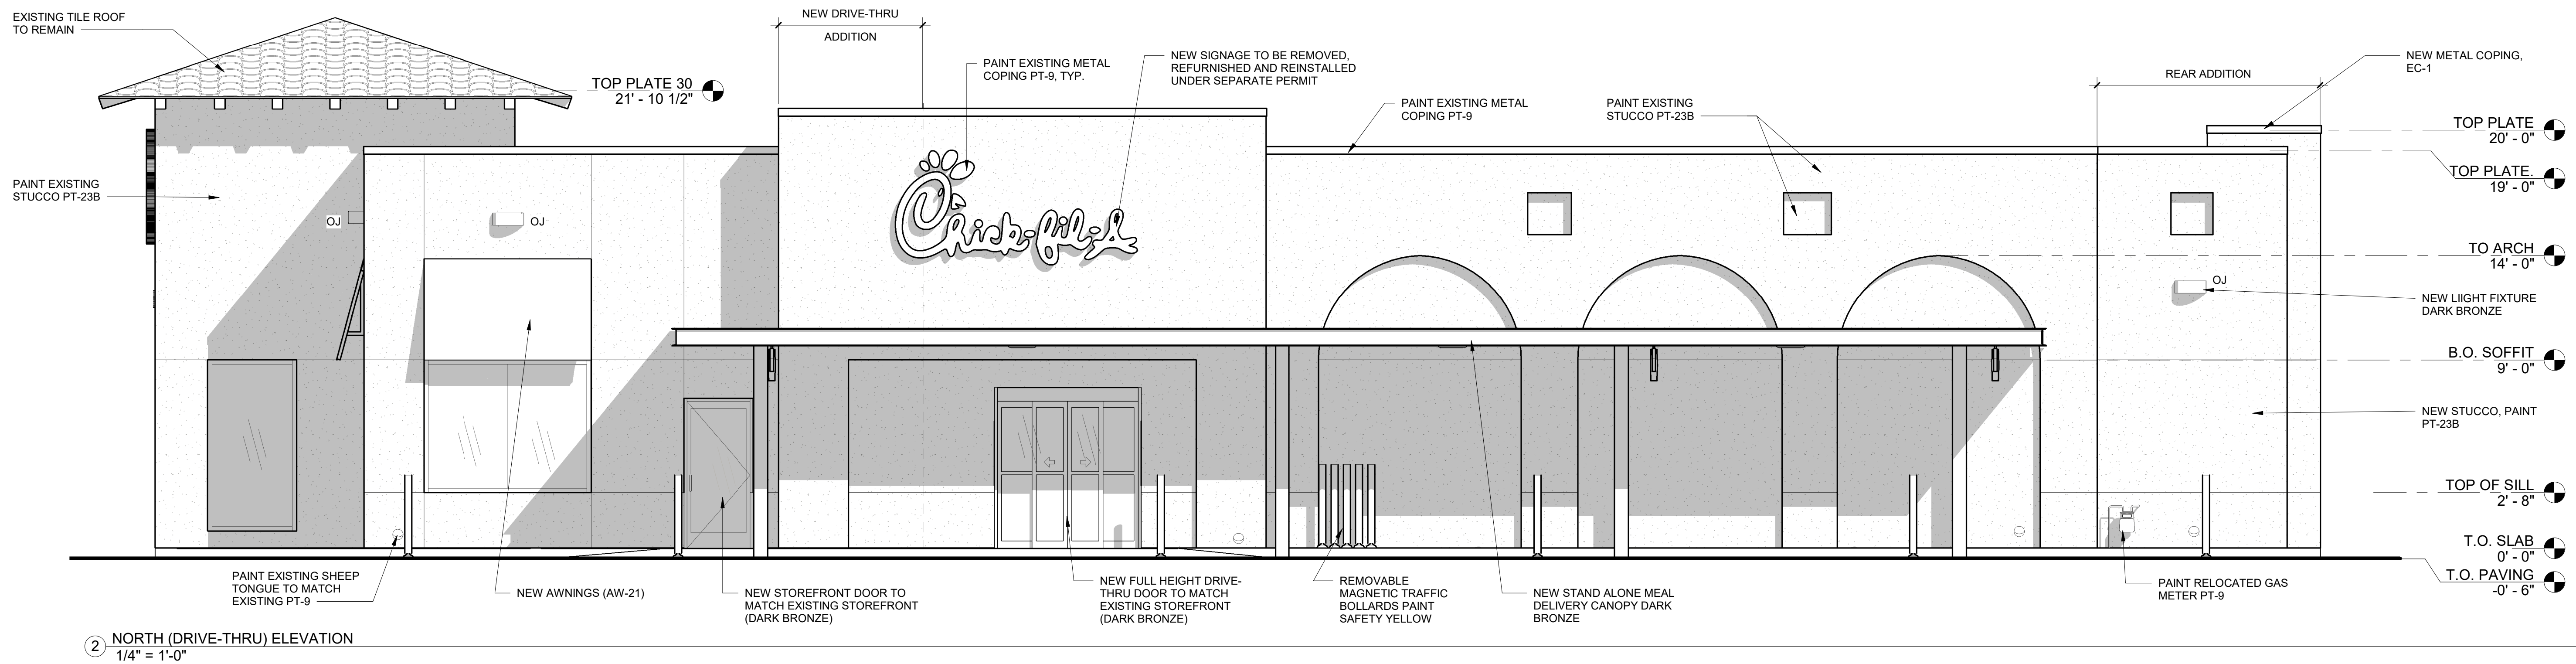 EXISTING TILE ROOF
TO REMAIN
NEW DRIVE-THRU
ADDITION
PAINT EXISTING METAL
COPING PT-9, TYP.
NEW SIGNAGE TO BE REMOVED,
REFURNISHED AND REINSTALLED
UNDER SEPARATE PERMIT
PAINT EXISTING METAL
COPING PT-9
PAINT EXISTING
STUCCO PT-23B
REAR ADDITION
NEW METAL COPING,
EC-1
TOP PLATE 30
21' - 10 1/2"
TOP PLATE
20' - 0"
TOP PLATE.
19' - 0"
PAINT EXISTING
STUCCO PT-23B
OJ
OJ
Chick-fil-A
TO ARCH
14' - 0"
OJ
NEW LIIGHT FIXTURE
DARK BRONZE
B.O. SOFFIT
9' - 0"
NEW STUCCO, PAINT
PT-23B
TOP OF SILL
2' - 8"
T.O. SLAB
0' - 0"
T.O. PAVING
-0' - 6"
PAINT EXISTING SHEEP
TONGUE TO MATCH
EXISTING PT-9
NEW AWNINGS (AW-21)
NEW STOREFRONT DOOR TO
MATCH EXISTING STOREFRONT
(DARK BRONZE)
NEW FULL HEIGHT DRIVE-
THRU DOOR TO MATCH
EXISTING STOREFRONT
(DARK BRONZE)
REMOVABLE
MAGNETIC TRAFFIC
BOLLARDS PAINT
SAFETY YELLOW
NEW STAND ALONE MEAL
DELIVERY CANOPY DARK
BRONZE
PAINT RELOCATED GAS
METER PT-9
2 NORTH (DRIVE-THRU) ELEVATION
1/4" = 1'-0"